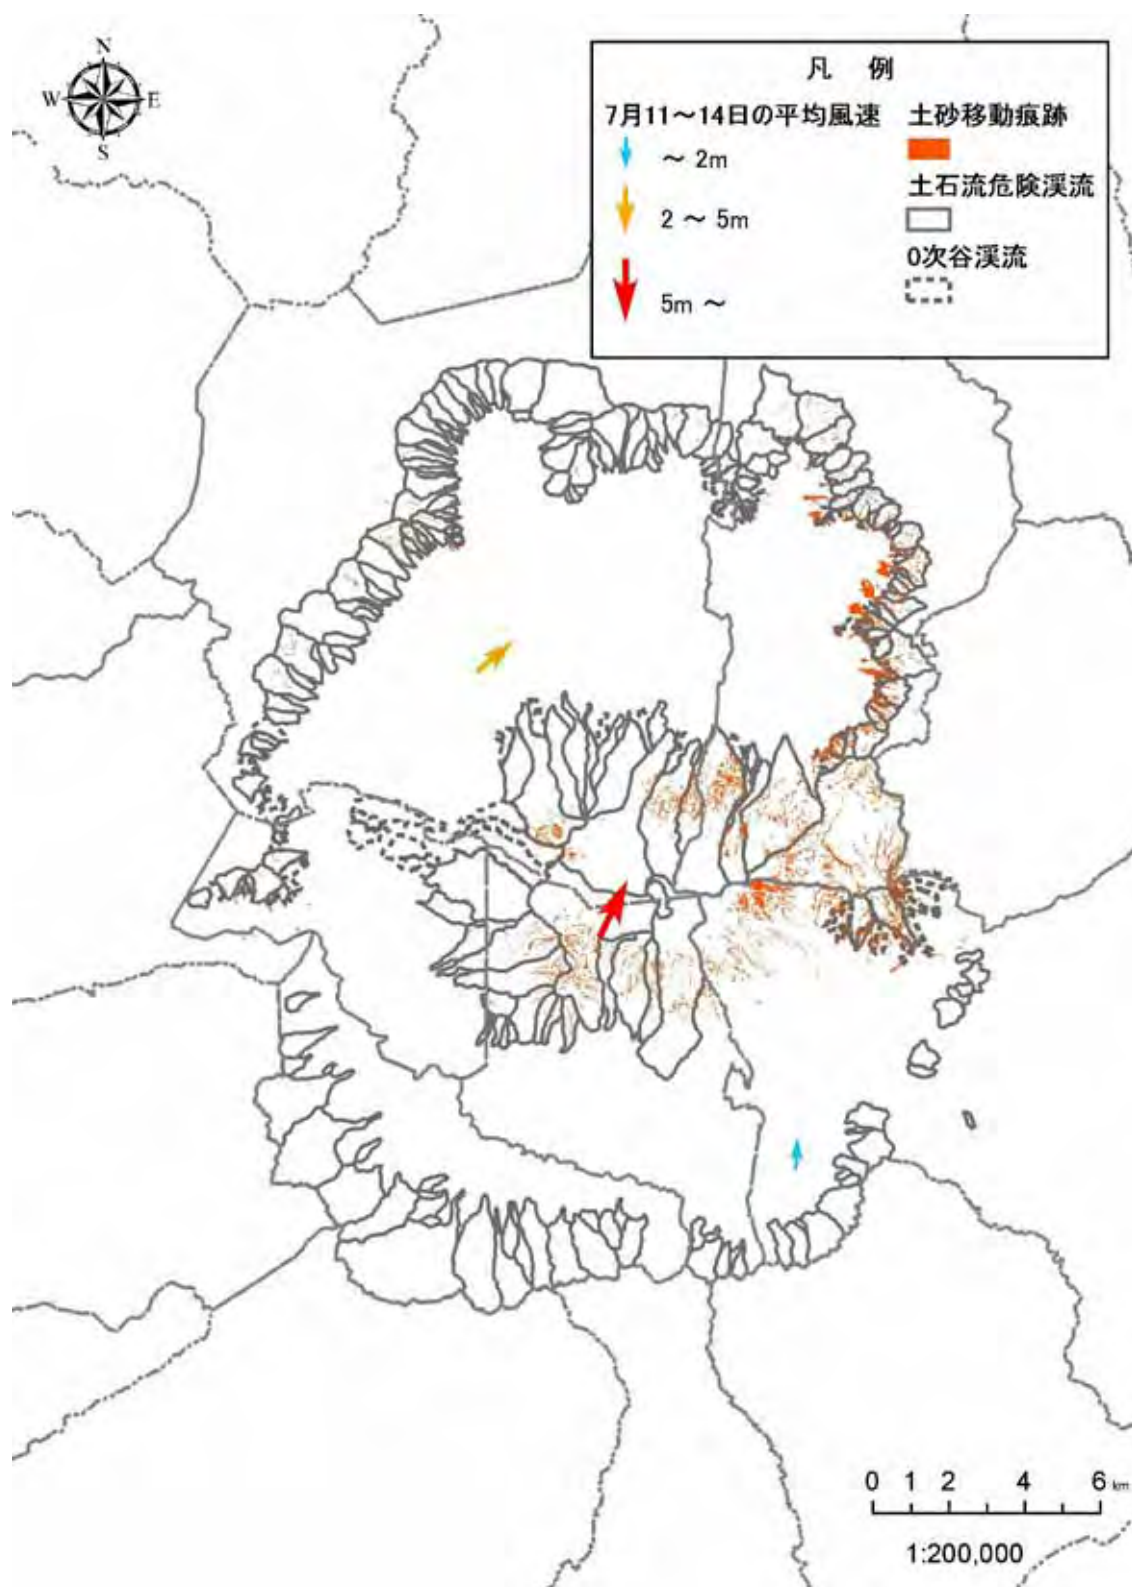 N
W E
S
凡 例
7月11～14日の平均風速
～ 2m
2 ～ 5m
5m ～
土砂移動痕跡
土石流危険渓流
0次谷渓流
0 1 2 4 6 km
1:200,000